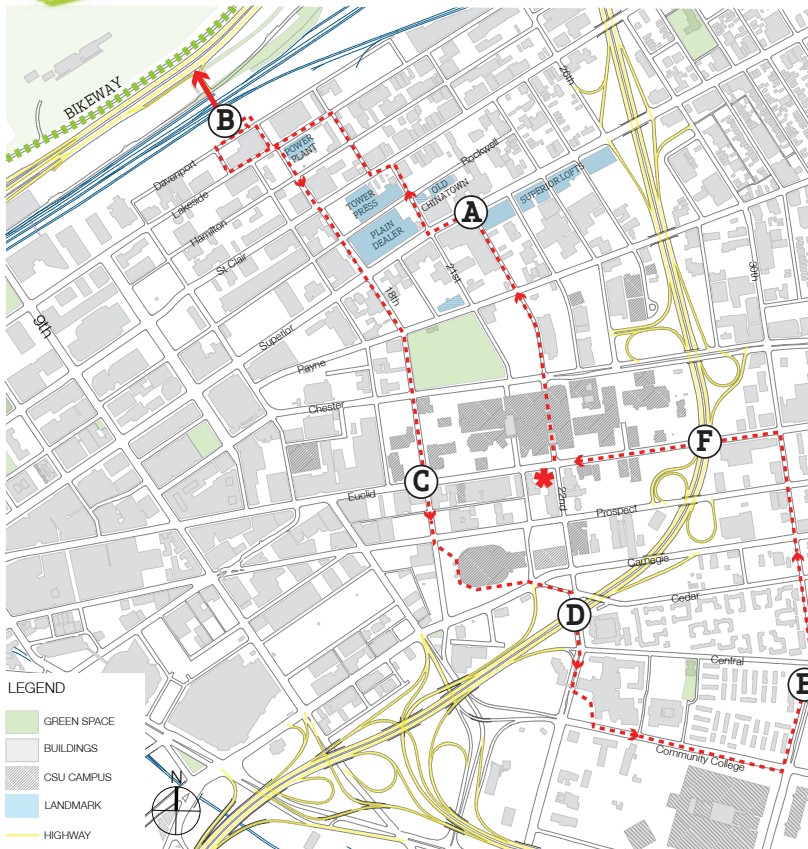 BIKEWAY
B
26th
POWER
PLANT
Davenport
Rockwell
Lakeside
OLD
CHINATOWN
SUPERIOR LOFTS
TOWER
PRESS
A
Hamilton
PLAIN
DEALER
St Clair
21st
30th
18th
9th
Superior
Payne
Chester
F
C
*
Euclid
22nd
Prospect
Carnegie
Cedar
D
Central
E
LEGEND
GREEN SPACE
BUILDINGS
Community College
CSU CAMPUS
N
LANDMARK
HIGHWAY